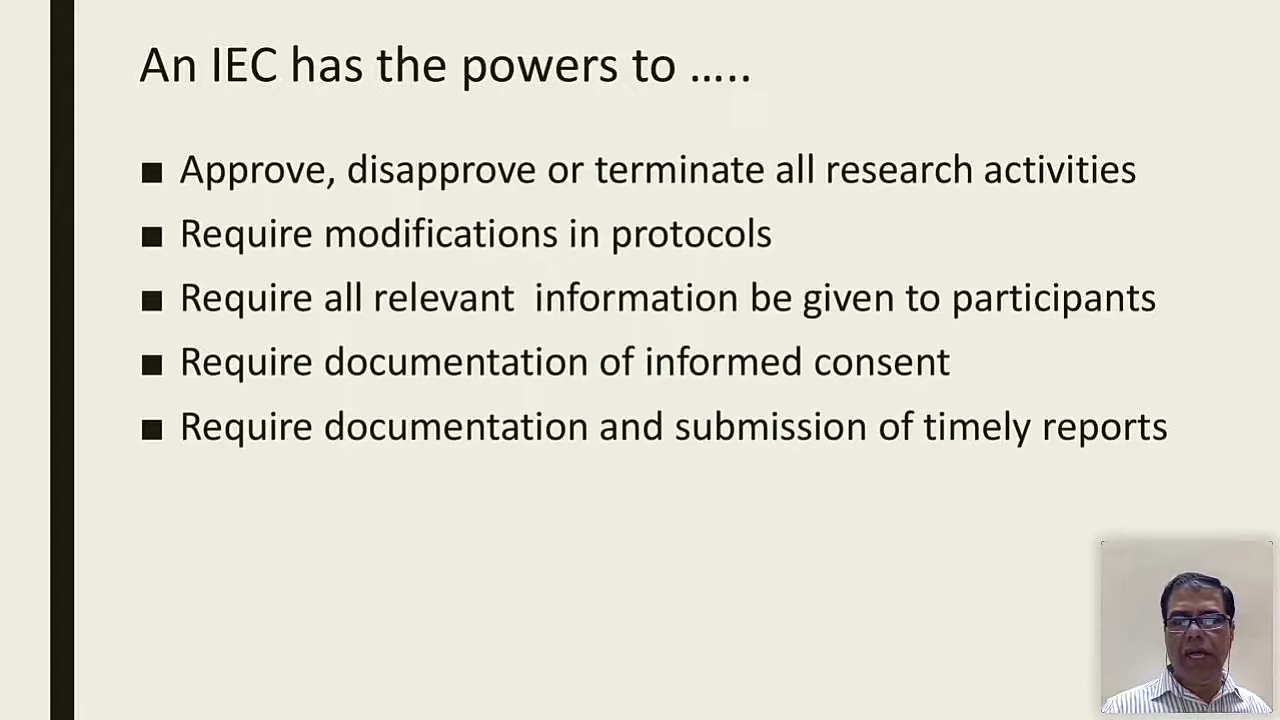 An IEC has the powers to …..
■ Approve, disapprove or terminate all research activities
■ Require modifications in protocols
■ Require all relevant  information be given to participants
■ Require documentation of informed consent
■ Require documentation and submission of timely reports